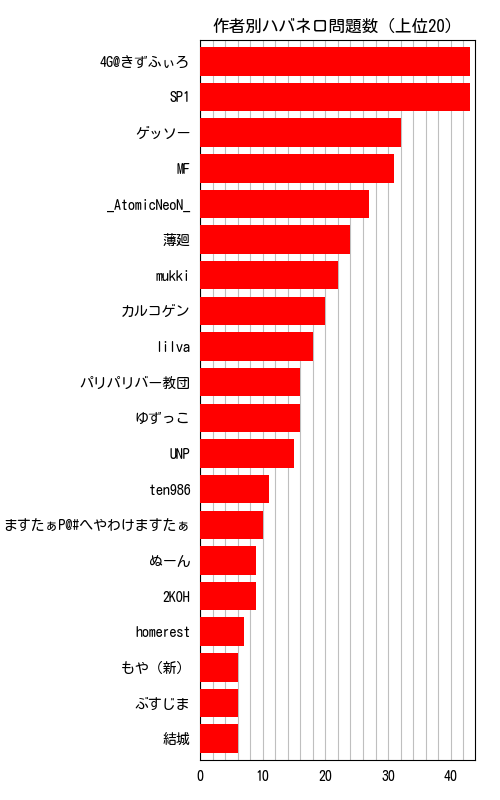 作者別ハバネロ問題数（上位20）
4G@きずふぃろ
SP1
ゲッソー
MF
_AtomicNeoN_
薄廻
mukki
カルコゲン
lilva
パリパリバー教団
ゆずっこ
UNP
ten986
ますたぁP@#へやわけますたぁ
ぬーん
2KOH
homerest
もや（新）
ぶすじま
結城
0 10 20 30 40